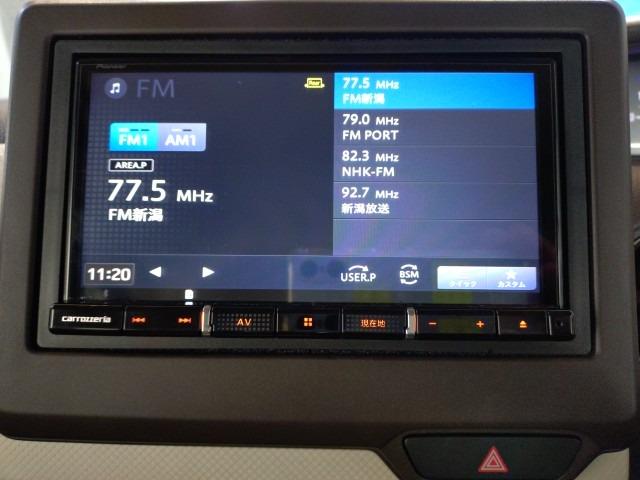 Pioneer
FM
Rear
FM1
AM1
AREA.P
77.5 MHz
FM新潟
77.5 MHz
FM新潟
79.0 MHz
FM PORT
82.3 MHz
NHK-FM
92.7 MHz
新潟放送
11:20
USER.P
BSM
クイック
カスタム
carrozzeria
AV
現在地